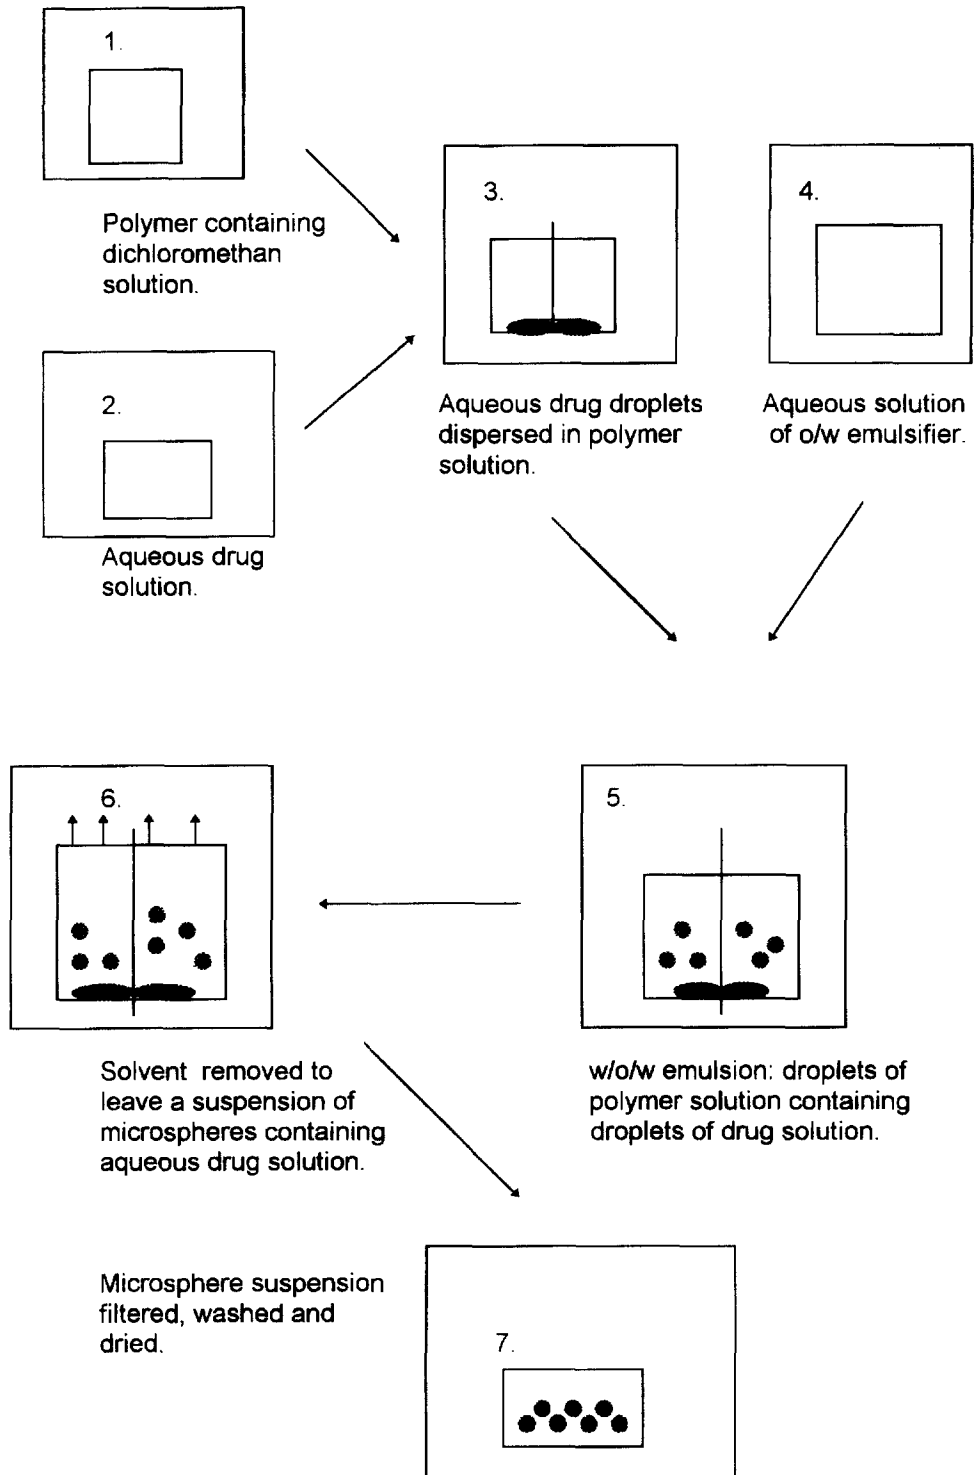 1.
Polymer containing
dichloromethan
solution.
2.
Aqueous drug
solution.
3.
Aqueous drug droplets
dispersed in polymer
solution.
4.
Aqueous solution
of o/w emulsifier.
5.
w/o/w emulsion: droplets of
polymer solution containing
droplets of drug solution.
6.
Solvent removed to
leave a suspension of
microspheres containing
aqueous drug solution.
Microsphere suspension
filtered, washed and
dried.
7.